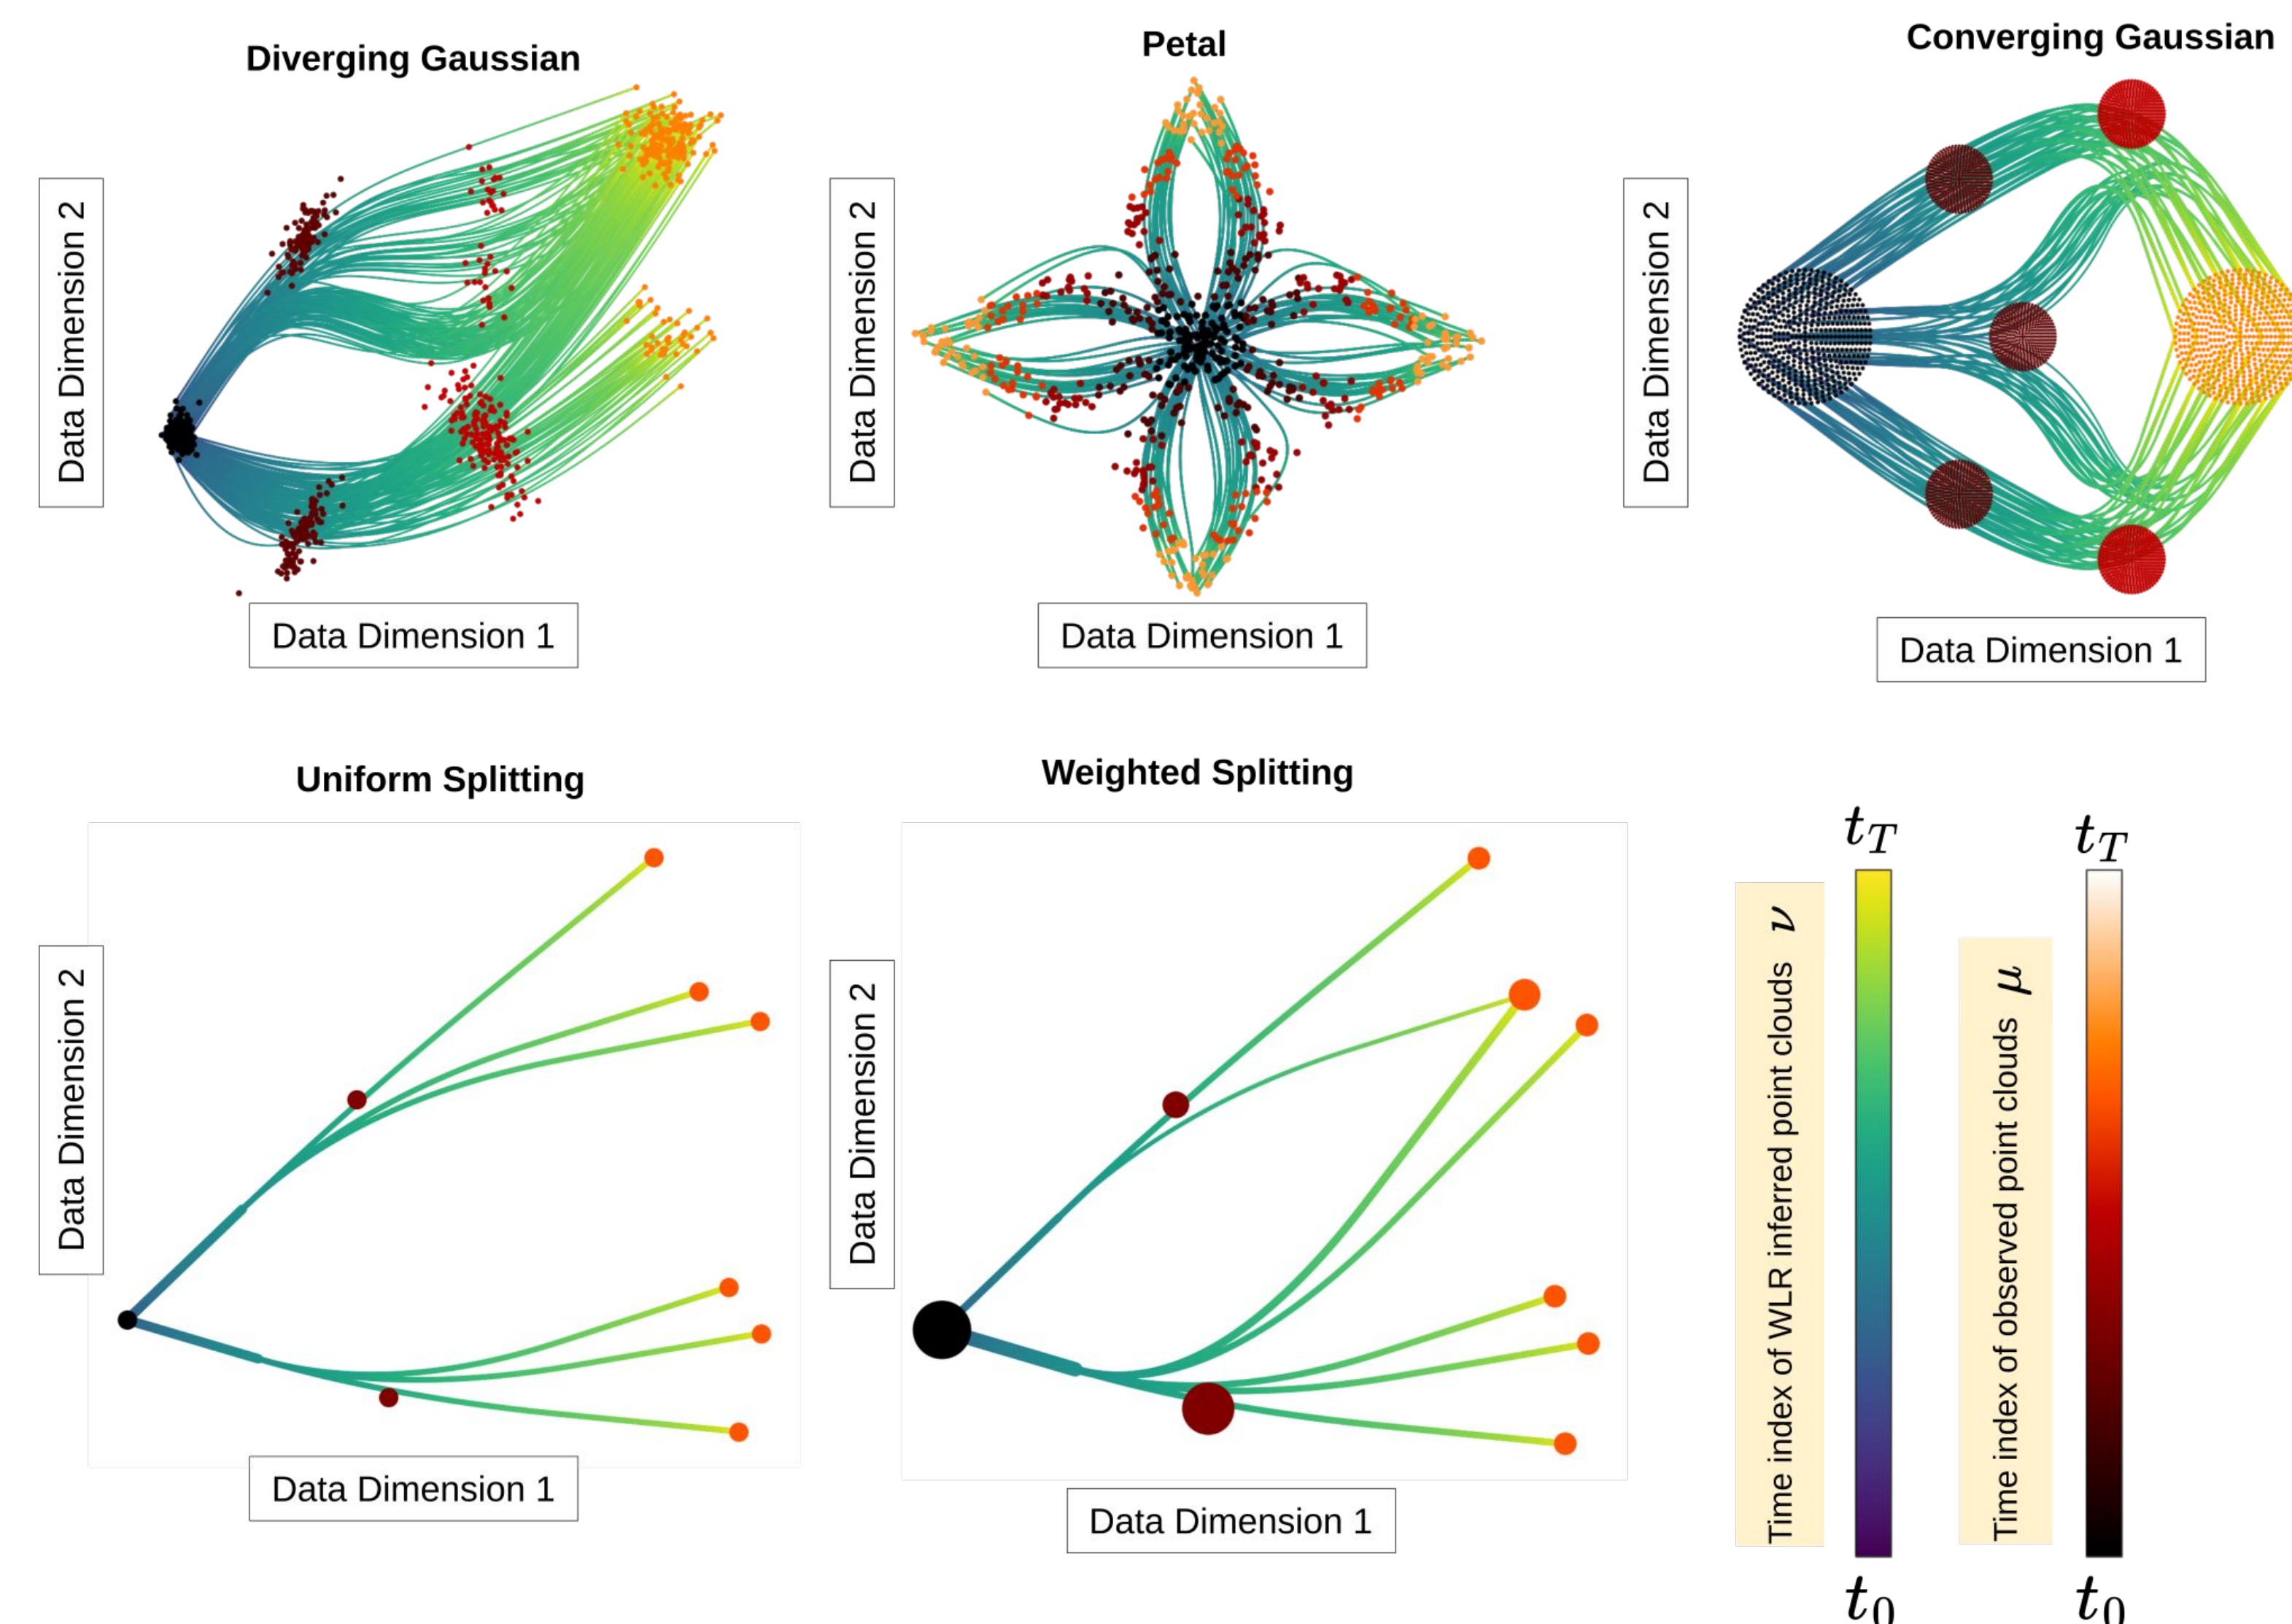 Diverging Gaussian
Petal
Converging Gaussian
Data Dimension 2
Data Dimension 2
Data Dimension 2
Data Dimension 1
Data Dimension 1
Data Dimension 1
Uniform Splitting
Weighted Splitting
Data Dimension 2
Data Dimension 2
Data Dimension 1
Data Dimension 1
t_T
t_T
Time index of WLR inferred point clouds ν
Time index of observed point clouds μ
t_0
t_0